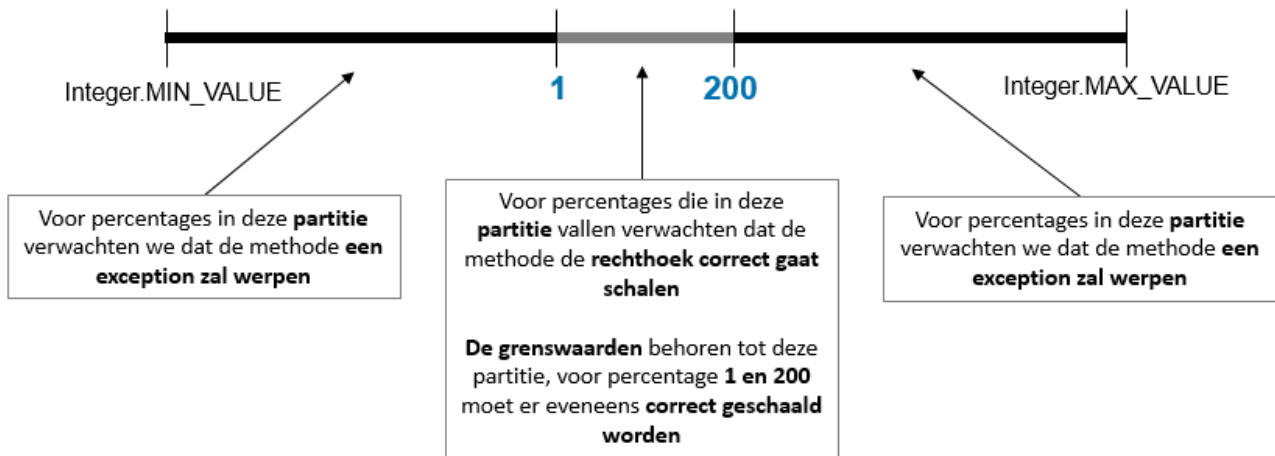 Integer.MIN_VALUE
1
200
Integer.MAX_VALUE
Voor percentages in deze partitie
verwachten we dat de methode een
exception zal werpen
Voor percentages die in deze
partitie vallen verwachten dat de
methode de rechthoek correct gaat
schalen
De grenswaarden behoren tot deze
partitie, voor percentage 1 en 200
moet er eveneens correct geschaald
worden
Voor percentages in deze partitie
verwachten we dat de methode een
exception zal werpen